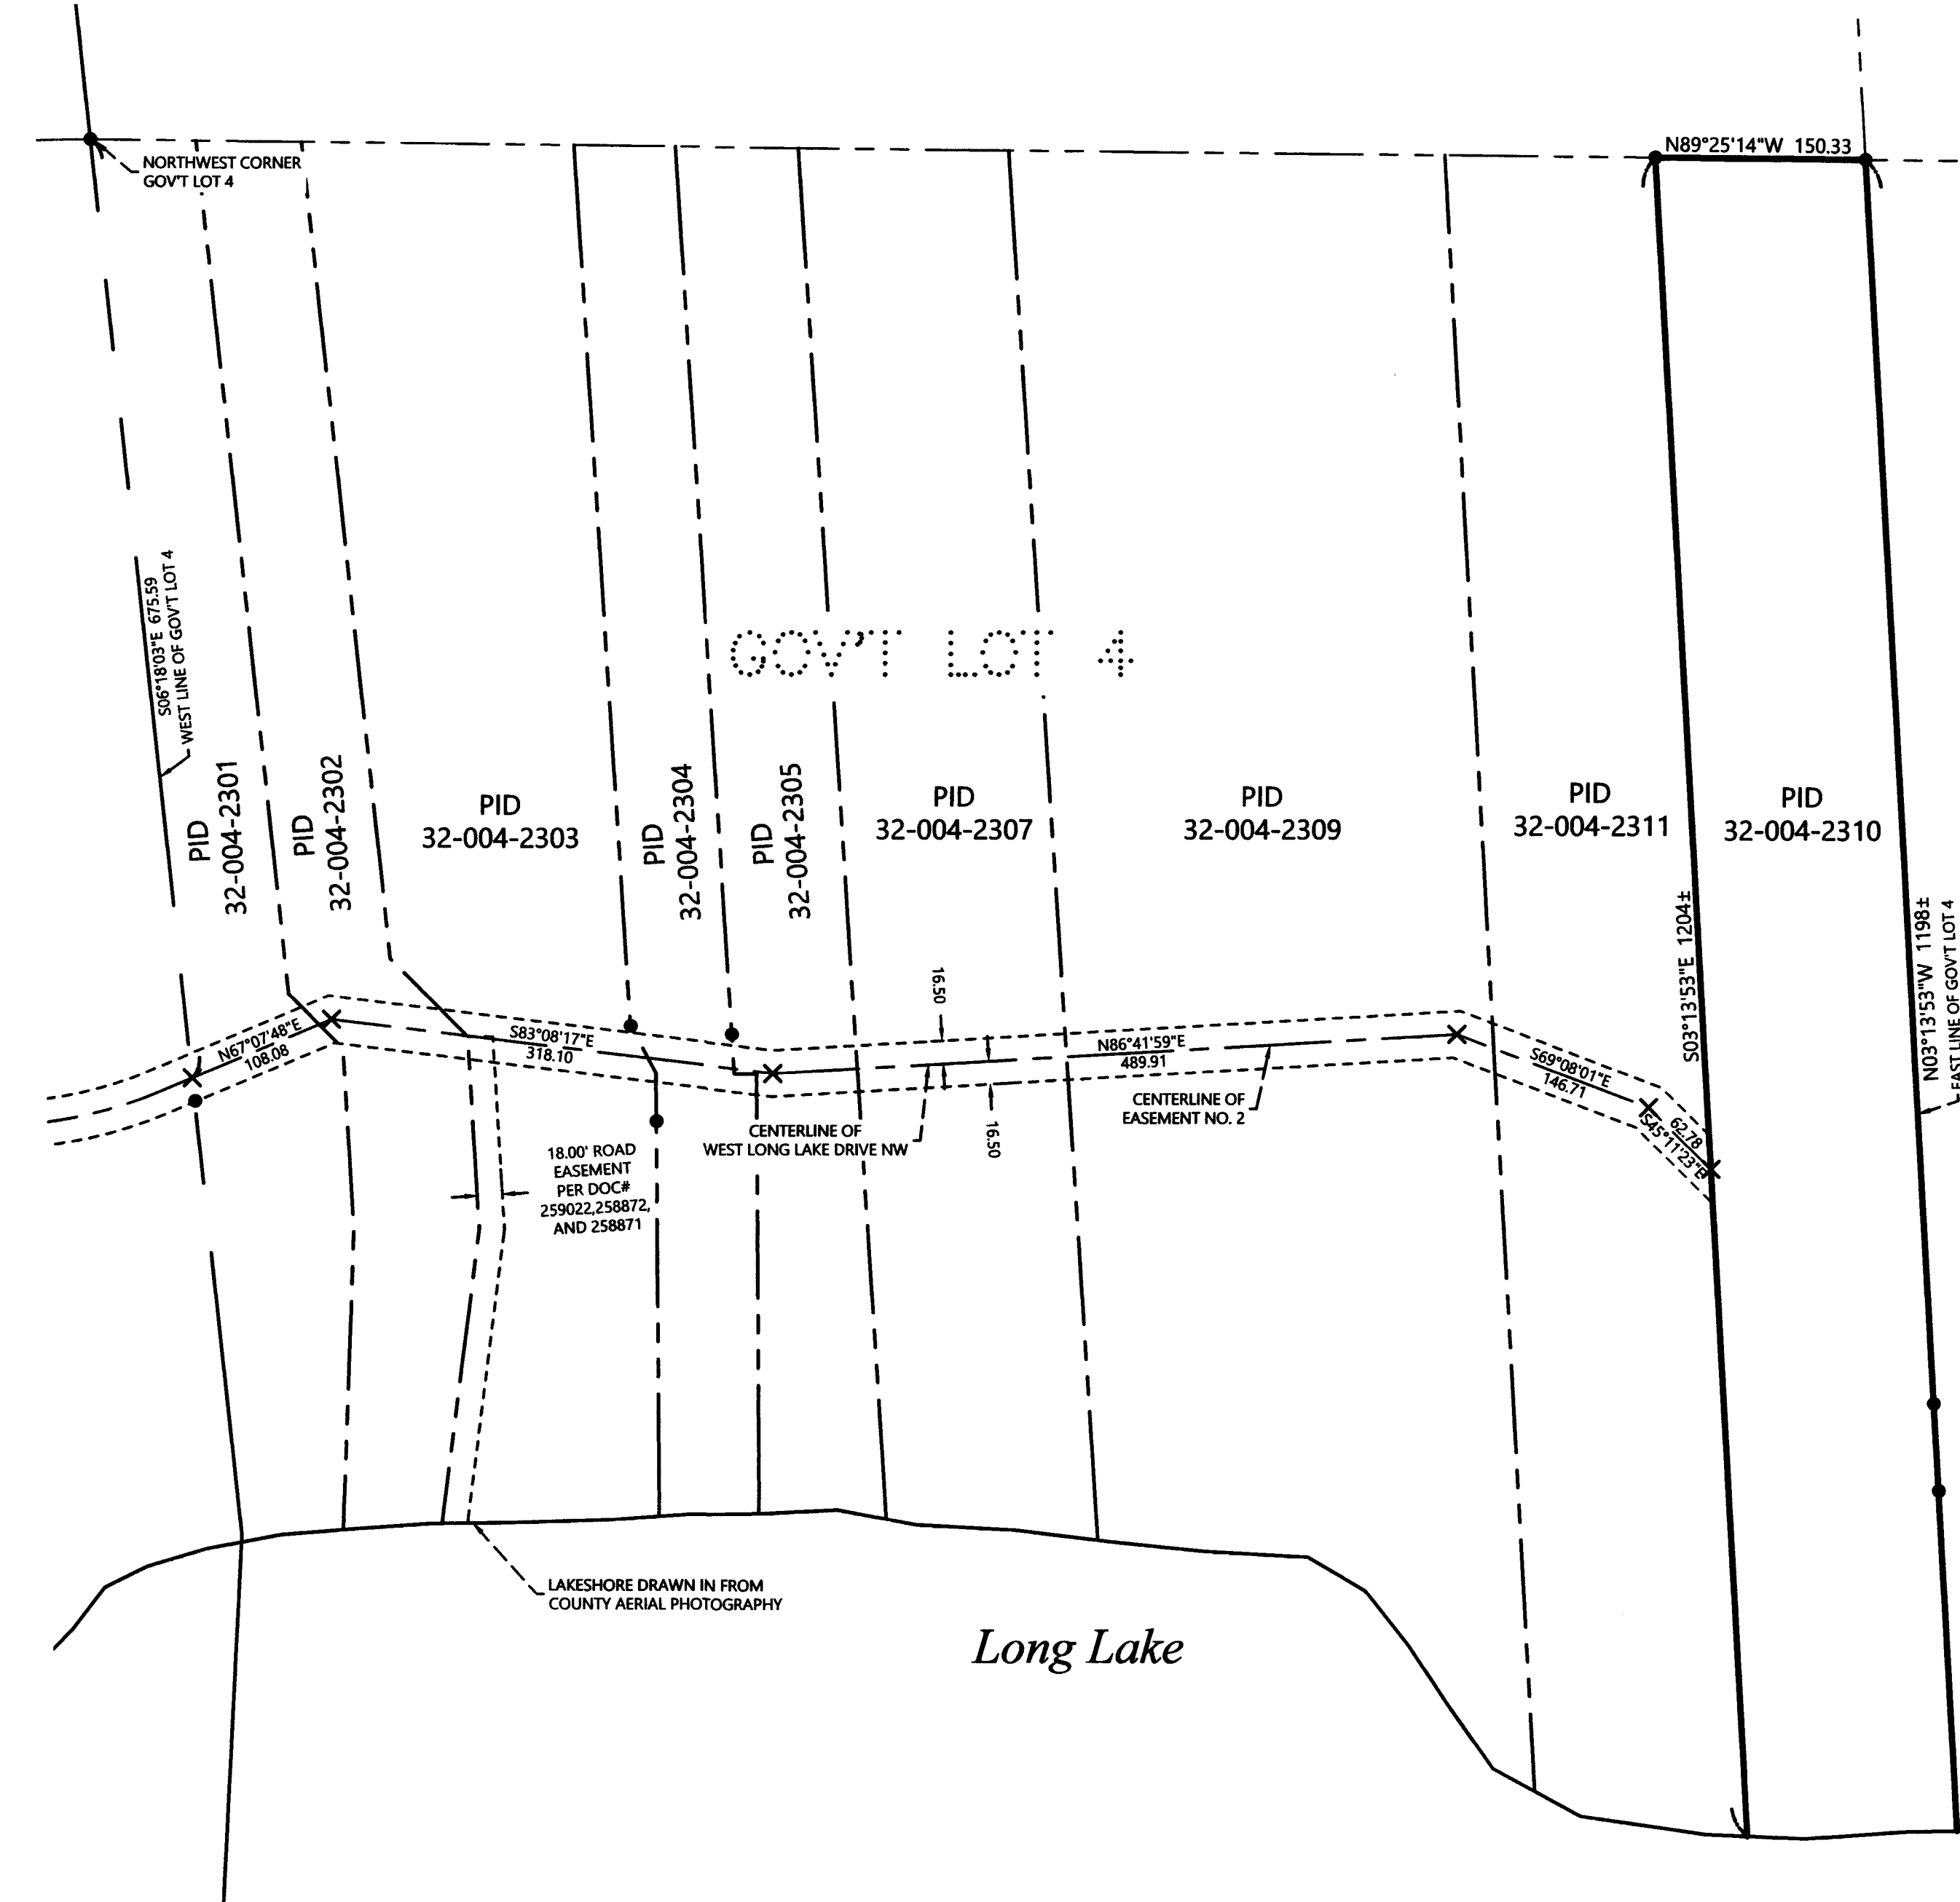 N89°25'14"W 150.33
NORTHWEST CORNER
GOV'T LOT 4
S06°18'03"E 675.59
WEST LINE OF GOV'T LOT 4
GOV'T LOT 4
PID
32-004-2301
PID
32-004-2302
PID
32-004-2303
PID
32-004-2304
PID
32-004-2305
PID
32-004-2307
PID
32-004-2309
PID
32-004-2311
PID
32-004-2310
S03°13'53"E 1204±
N03°13'53"W 1198±
EAST LINE OF GOV'T LOT 4
16.50
N67°07'48"E
108.08
S83°08'17"E
318.10
N86°41'59"E
489.91
S69°08'01"E
146.71
62.78
S45°11'23"E
CENTERLINE OF
EASEMENT NO. 2
CENTERLINE OF
WEST LONG LAKE DRIVE NW
16.50
18.00' ROAD
EASEMENT
PER DOC#
259022,258872,
AND 258871
LAKESHORE DRAWN IN FROM
COUNTY AERIAL PHOTOGRAPHY
Long Lake